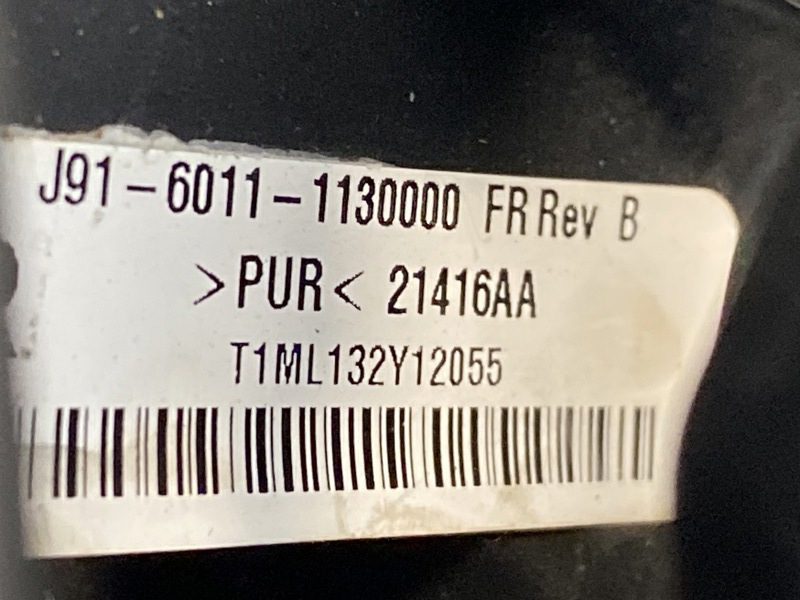 J91-6011-1130000 FR Rev B
>PUR< 21416AA
T1ML132Y12055